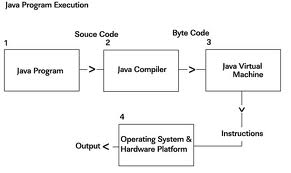 Java Program Execution
Souce Code
Byte Code
1
2
3
Java Program
Java Compiler
Java Virtual
Machine
4
Operating System &
Hardware Platform
Output
Instructions